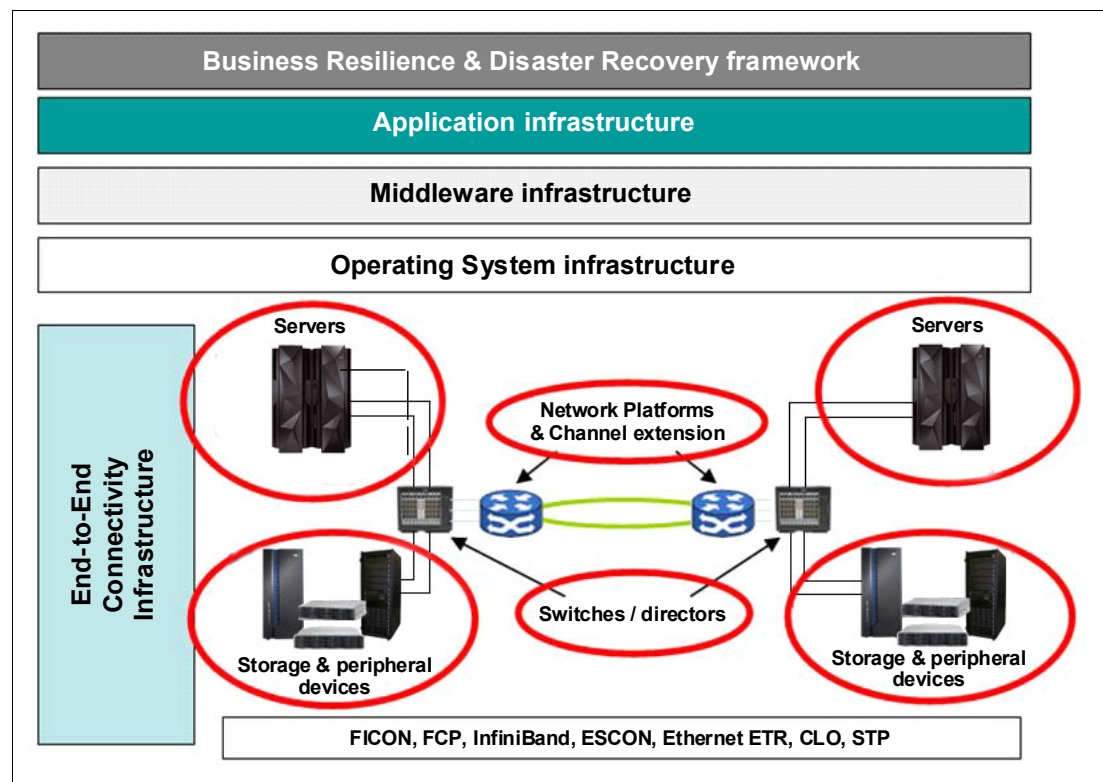 Business Resilience & Disaster Recovery framework
Application infrastructure
Middleware infrastructure
Operating System infrastructure
End-to-End
Connectivity
Infrastructure
Servers
Servers
Network Platforms
& Channel extension
Switches / directors
Storage & peripheral
devices
Storage & peripheral
devices
FICON, FCP, InfiniBand, ESCON, Ethernet ETR, CLO, STP